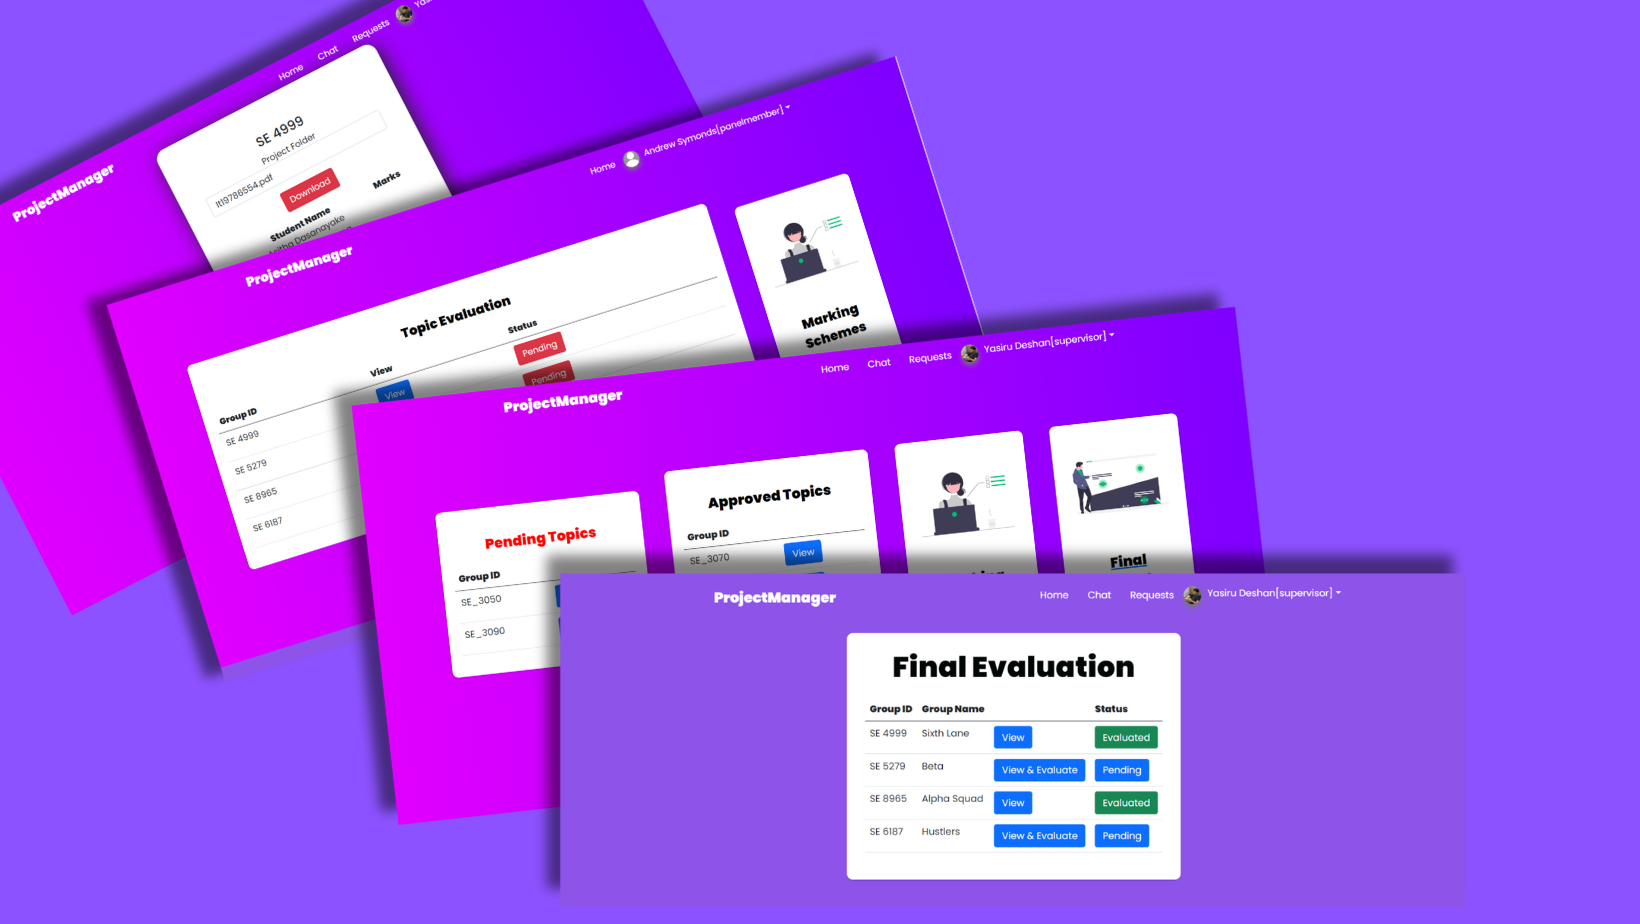 Home Chat Requests
ProjectManager
SE 4999
Project Folder
It19786554.pdf
Download
Student Name Marks
Dasanayake
Home Andrew Symonds[panelmember]
ProjectManager
Topic Evaluation
Group ID View Status
SE 4999 View Pending
SE 5279 Pending
SE 8965
SE 6187
Marking
Schemes
Home Chat Requests Yasiru Deshan[supervisor]
ProjectManager
Pending Topics
Group ID
SE_3050
SE_3090
Approved Topics
Group ID
SE_3070 View
Final
ProjectManager Home Chat Requests Yasiru Deshan[supervisor]
Final Evaluation
Group ID Group Name Status
SE 4999 Sixth Lane View Evaluated
SE 5279 Beta View & Evaluate Pending
SE 8965 Alpha Squad View Evaluated
SE 6187 Hustlers View & Evaluate Pending